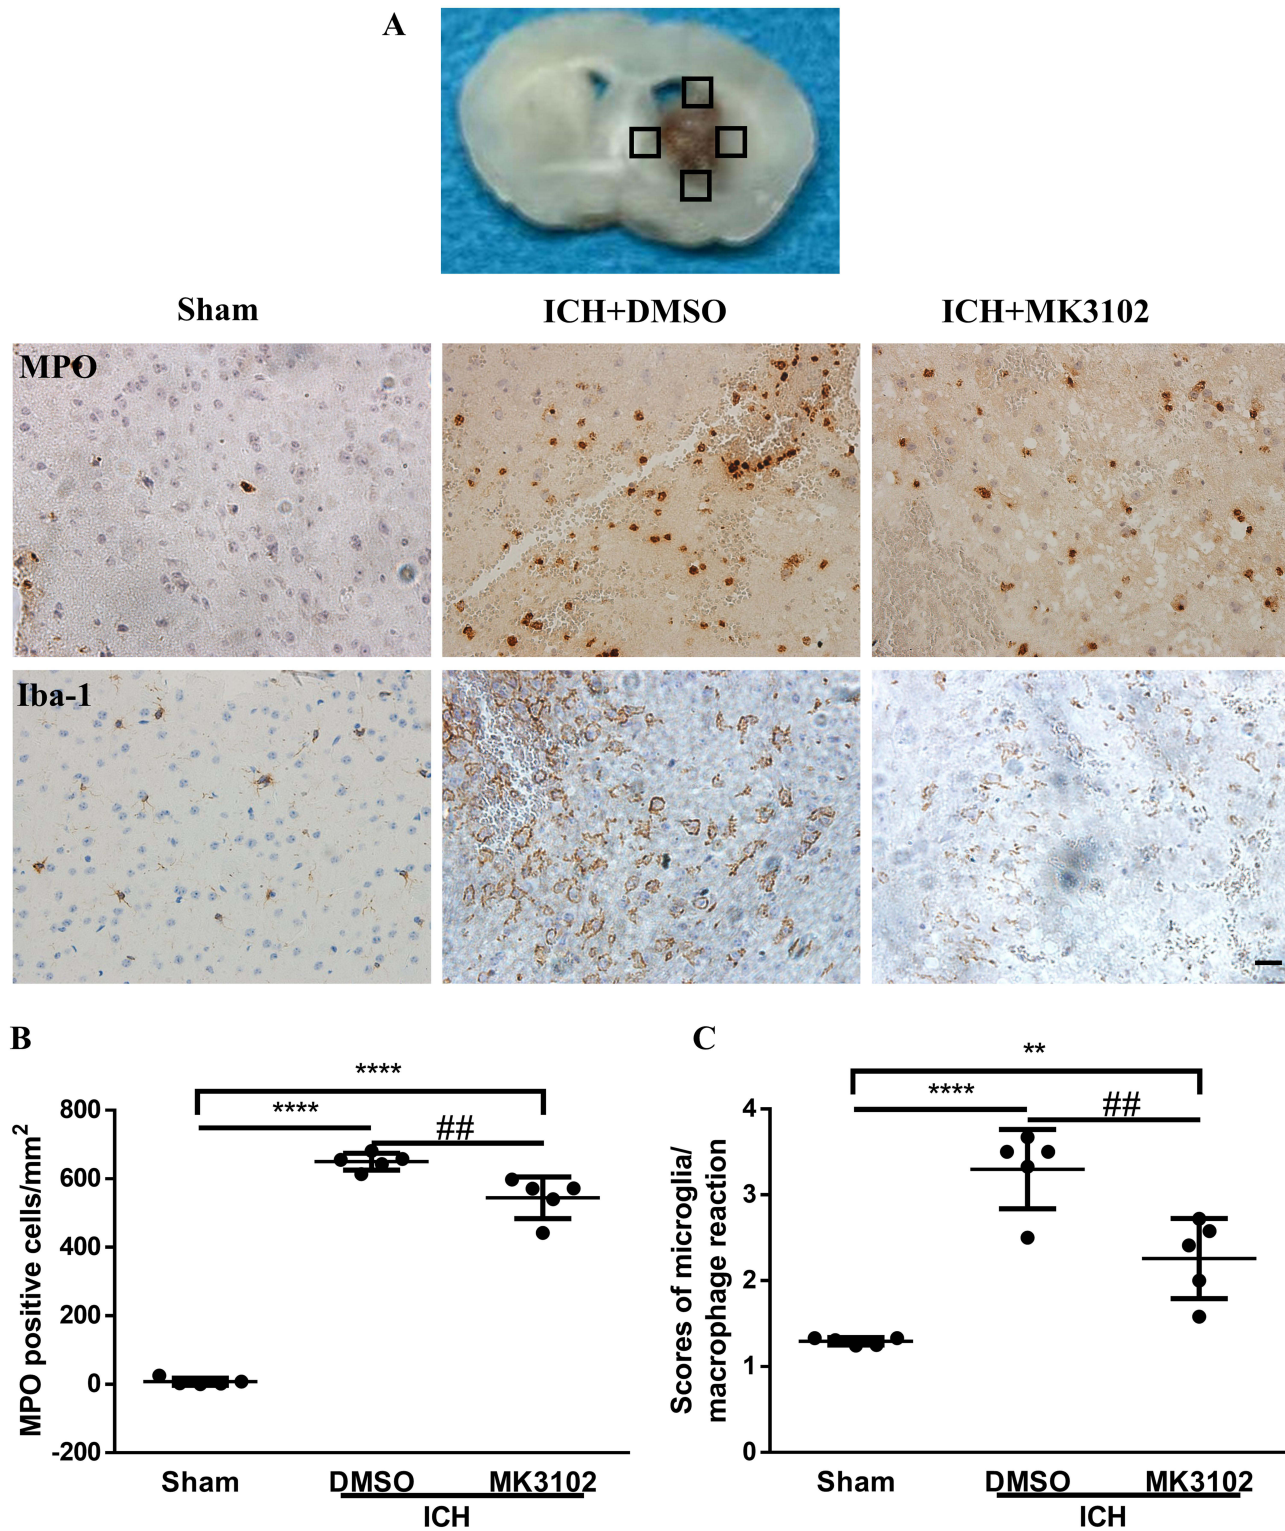 A
Sham
ICH+DMSO
ICH+MK3102
MPO
Iba-1
B
C
****
****
##
MPO positive cells/mm2
800
600
400
200
0
-200
Sham
DMSO
MK3102
ICH
**
****
##
Scores of microglia/
macrophage reaction
4
3
2
1
0
Sham
DMSO
MK3102
ICH